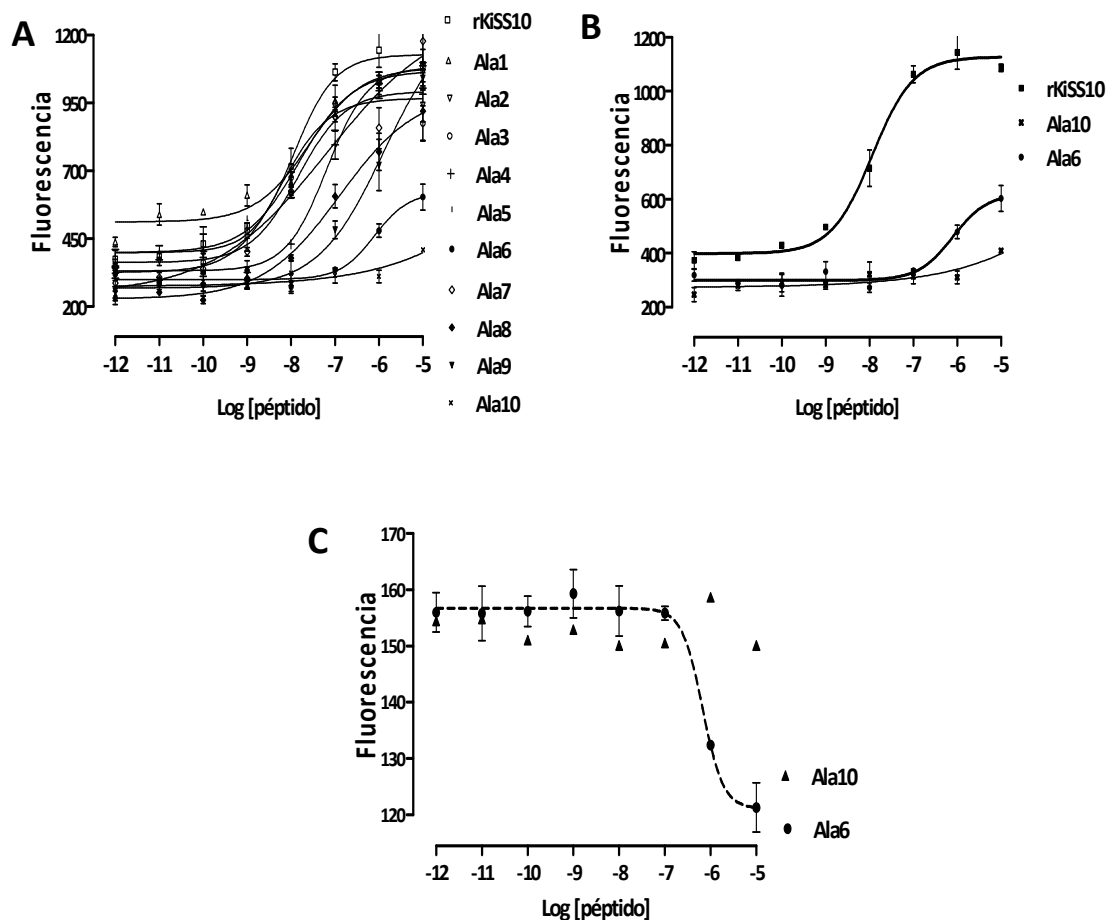 A
Fluorescencia
1200
950
700
450
200
-12 -11 -10 -9 -8 -7 -6 -5
Log [péptido]
rKiSS10
Ala1
Ala2
Ala3
Ala4
Ala5
Ala6
Ala7
Ala8
Ala9
Ala10
B
Fluorescencia
1200
1000
800
600
400
200
-12 -11 -10 -9 -8 -7 -6 -5
Log [péptido]
rKiSS10
Ala10
Ala6
C
Fluorescencia
170
160
150
140
130
120
-12 -11 -10 -9 -8 -7 -6 -5
Log [péptido]
Ala10
Ala6